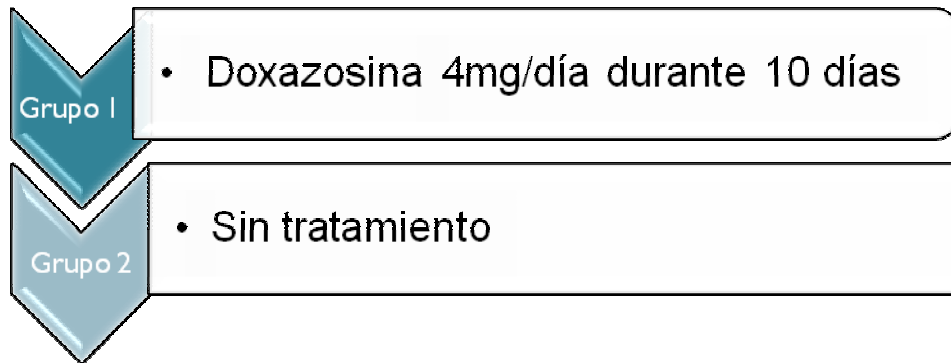 Grupo 1
• Doxazosina 4mg/día durante 10 días
Grupo 2
• Sin tratamiento